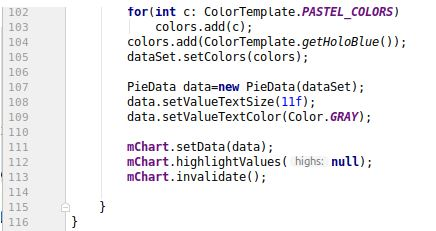 102 for(int c: ColorTemplate.PASTEL_COLORS)
103 colors.add(c);
104 colors.add(ColorTemplate.getHoloBlue());
105 dataSet.setColors(colors);
106
107 PieData data=new PieData(dataSet);
108 data.setValueTextSize(11f);
109 data.setValueTextColor(Color.GRAY);
110
111 mChart.setData(data);
112 mChart.highlightValues( highs: null);
113 mChart.invalidate();
114
115 }
116 }